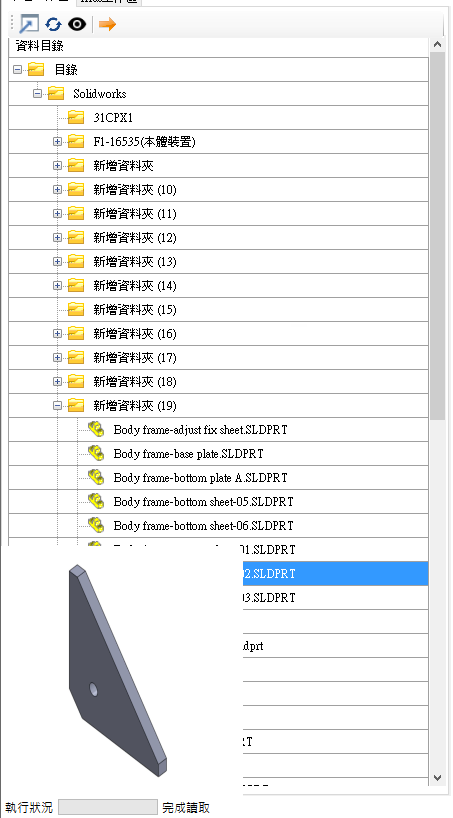 資料目錄
目錄
Solidworks
31CPX1
F1-16535(本體裝置)
新增資料夾
新增資料夾 (10)
新增資料夾 (11)
新增資料夾 (12)
新增資料夾 (13)
新增資料夾 (14)
新增資料夾 (15)
新增資料夾 (16)
新增資料夾 (17)
新增資料夾 (18)
新增資料夾 (19)
Body frame-adjust fix sheet.SLDPRT
Body frame-base plate.SLDPRT
Body frame-bottom plate A.SLDPRT
Body frame-bottom sheet-05.SLDPRT
Body frame-bottom sheet-06.SLDPRT
01.SLDPRT
02.SLDPRT
03.SLDPRT
ldprt
RT
執行狀況 完成讀取